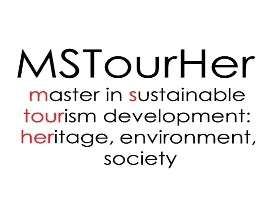 MSTourHer
master in sustainable
tourism development:
heritage, environment,
society